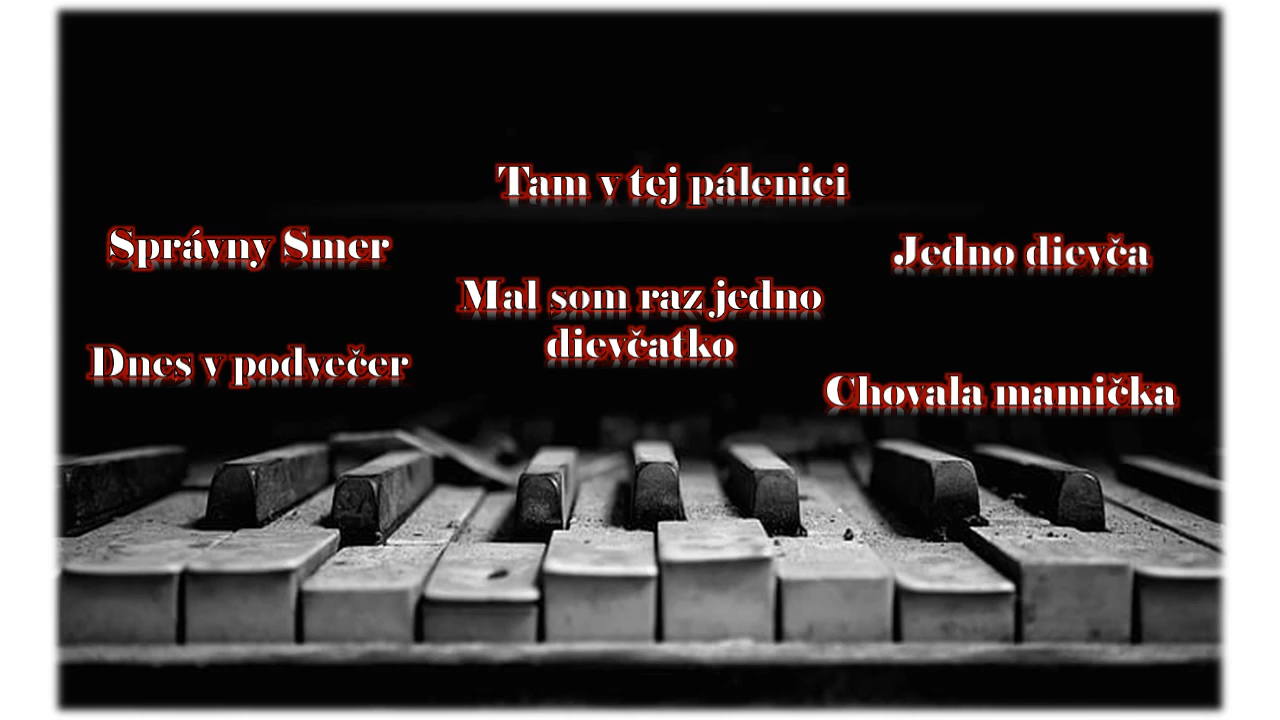 Tam v tej pálenici
Správny Smer
Jedno dievča
Mal som raz jedno
dievčatko
Dnes v podvečer
Chovala mamička